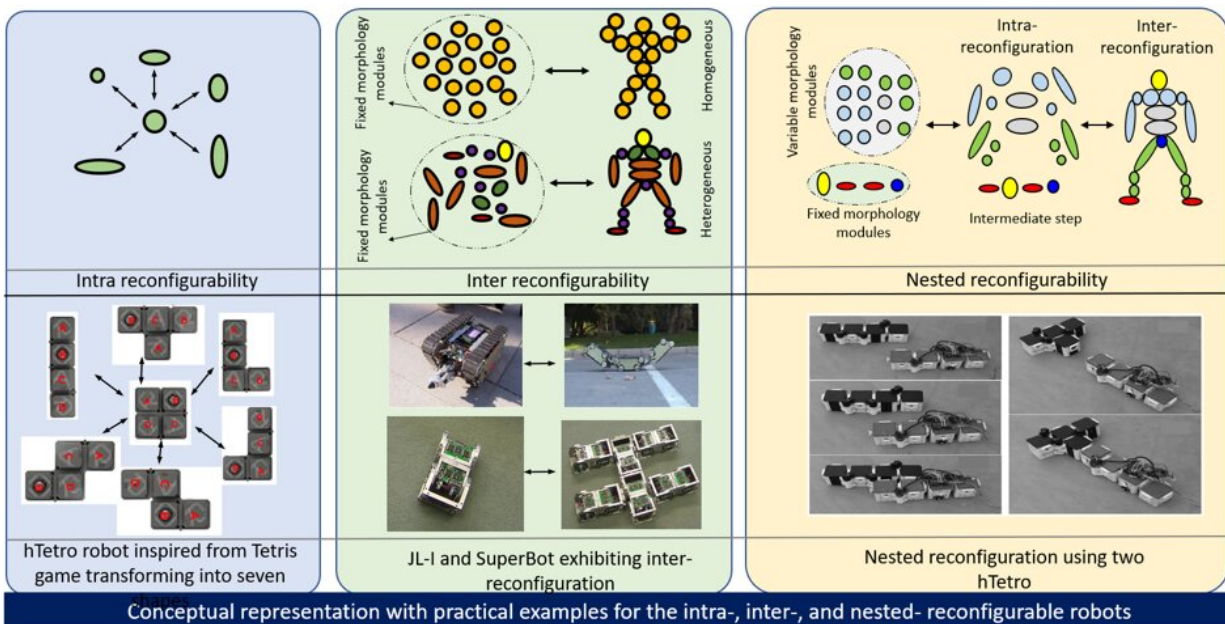 Intra reconfigurability
hTetro robot inspired from Tetris
game transforming into seven
shapes
Fixed morphology
modules
Homogeneous
Fixed morphology
modules
Heterogeneous
Inter reconfigurability
JL-I and SuperBot exhibiting inter-
reconfiguration
Variable morphology
modules
Intra-
reconfiguration
Inter-
reconfiguration
Fixed morphology
modules
Intermediate step
Nested reconfigurability
Nested reconfiguration using two
hTetro
Conceptual representation with practical examples for the intra-, inter-, and nested- reconfigurable robots